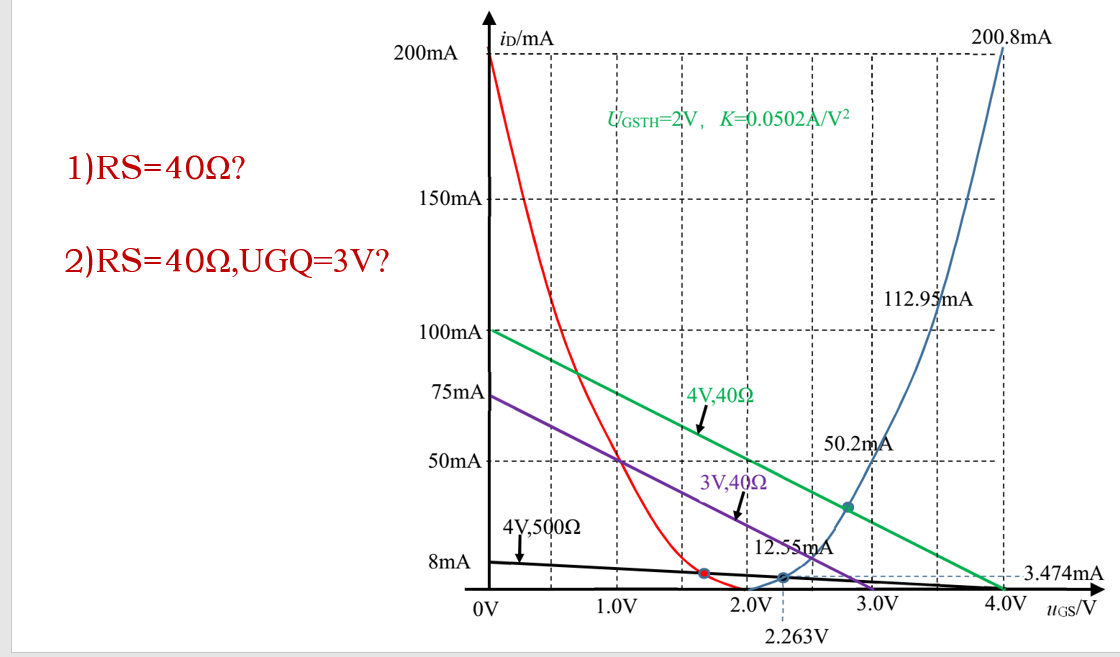 iD/mA
200.8mA
200mA
UGSTH=2V, K=0.0502A/V²
1)RS=40Ω?
150mA
2)RS=40Ω,UGQ=3V?
112.95mA
100mA
75mA
4V,40Ω
50.2mA
50mA
3V,40Ω
4V,500Ω
12.55mA
8mA
3.474mA
0V
1.0V
2.0V
3.0V
4.0V
uGS/V
2.263V